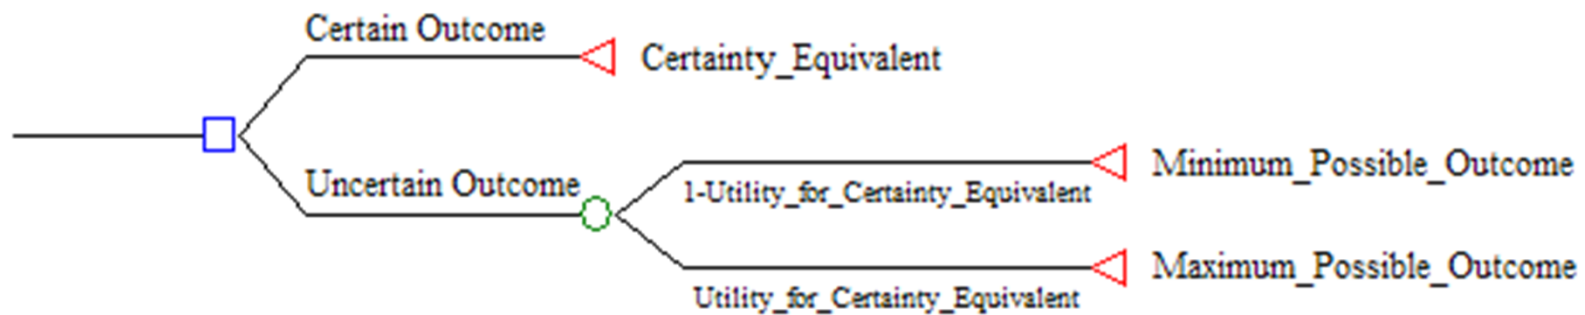 Certain Outcome
Certainty_Equivalent
Uncertain Outcome
Minimum_Possible_Outcome
1-Utility_for_Certainty_Equivalent
Maximum_Possible_Outcome
Utility_for_Certainty_Equivalent